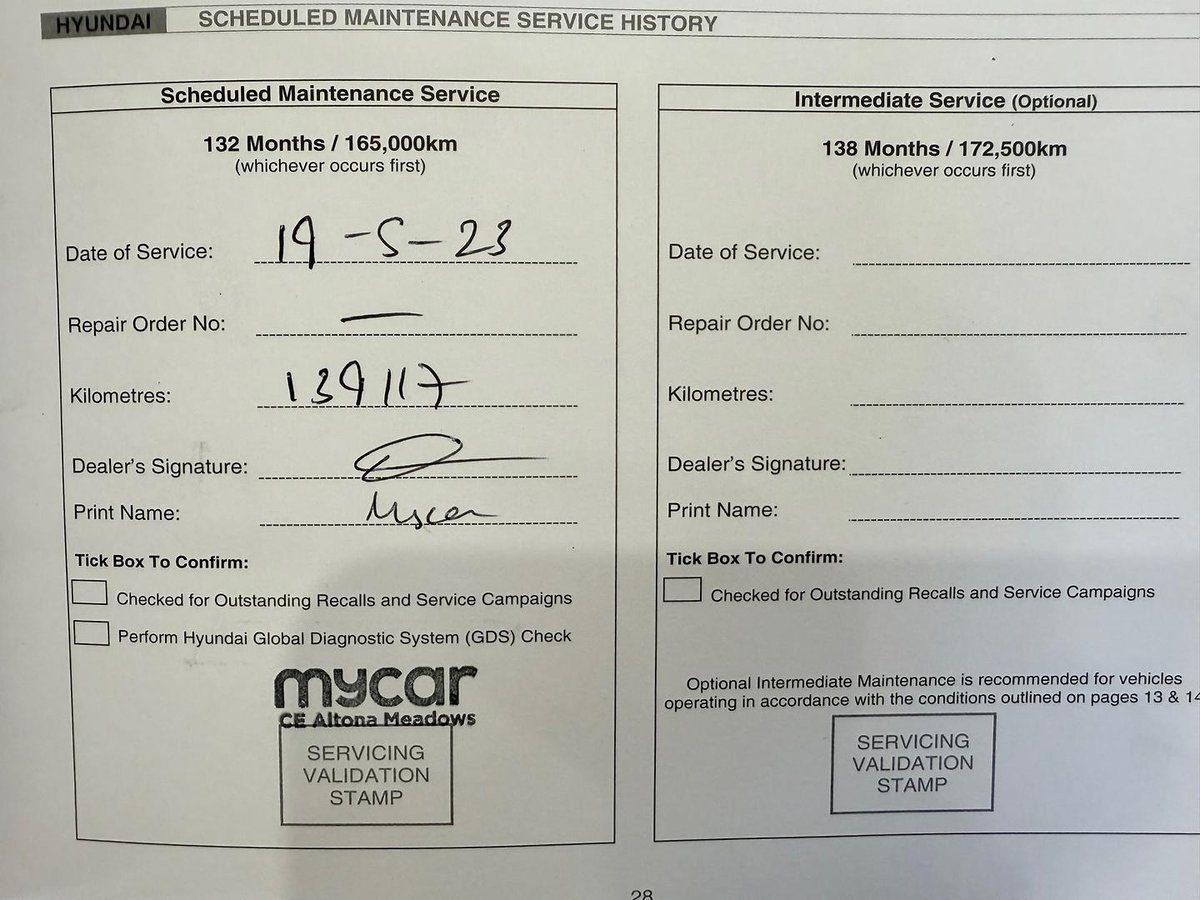 HYUNDAI SCHEDULED MAINTENANCE SERVICE HISTORY
Scheduled Maintenance Service
132 Months / 165,000km
(whichever occurs first)
Date of Service: 19-5-23
Repair Order No: —
Kilometres: 139117
Dealer's Signature:
Print Name: Mycar
Tick Box To Confirm:
Checked for Outstanding Recalls and Service Campaigns
Perform Hyundai Global Diagnostic System (GDS) Check
mycar
CE Altona Meadows
SERVICING
VALIDATION
STAMP
Intermediate Service (Optional)
138 Months / 172,500km
(whichever occurs first)
Date of Service:
Repair Order No:
Kilometres:
Dealer's Signature:
Print Name:
Tick Box To Confirm:
Checked for Outstanding Recalls and Service Campaigns
Optional Intermediate Maintenance is recommended for vehicles
operating in accordance with the conditions outlined on pages 13 & 14
SERVICING
VALIDATION
STAMP
28